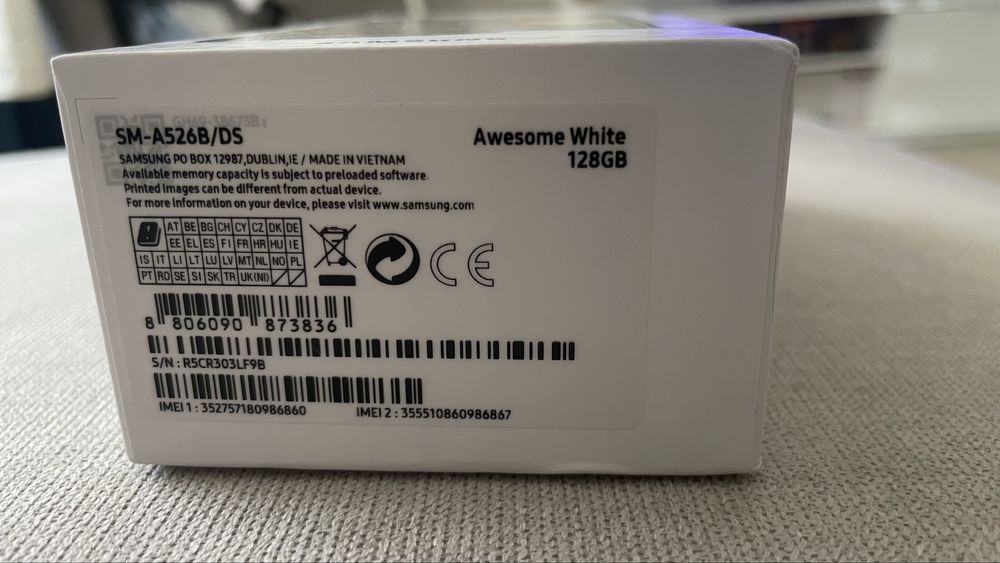 GH69-38673B
SM-A526B/DS
Awesome White
128GB
SAMSUNG PO BOX 12987,DUBLIN,IE / MADE IN VIETNAM
Available memory capacity is subject to preloaded software.
Printed images can be different from actual device.
For more information on your device, please visit www.samsung.com
AT BE BG CH CY CZ DK DE
EE EL ES FI FR HR HU IE
IS IT LI LT LU LV MT NL NO PL
PT RO SE SI SK TR UK(NI)
CE
8 806090 873836
S/N : R5CR303LF9B
IMEI 1 : 352757180986860 IMEI 2 : 355510860986867